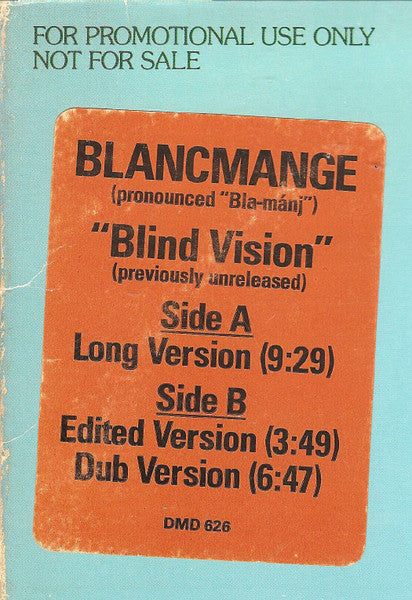 FOR PROMOTIONAL USE ONLY
NOT FOR SALE
BLANCMANGE
(pronounced "Bla-mánj")
"Blind Vision"
(previously unreleased)
Side A
Long Version (9:29)
Side B
Edited Version (3:49)
Dub Version (6:47)
DMD 626